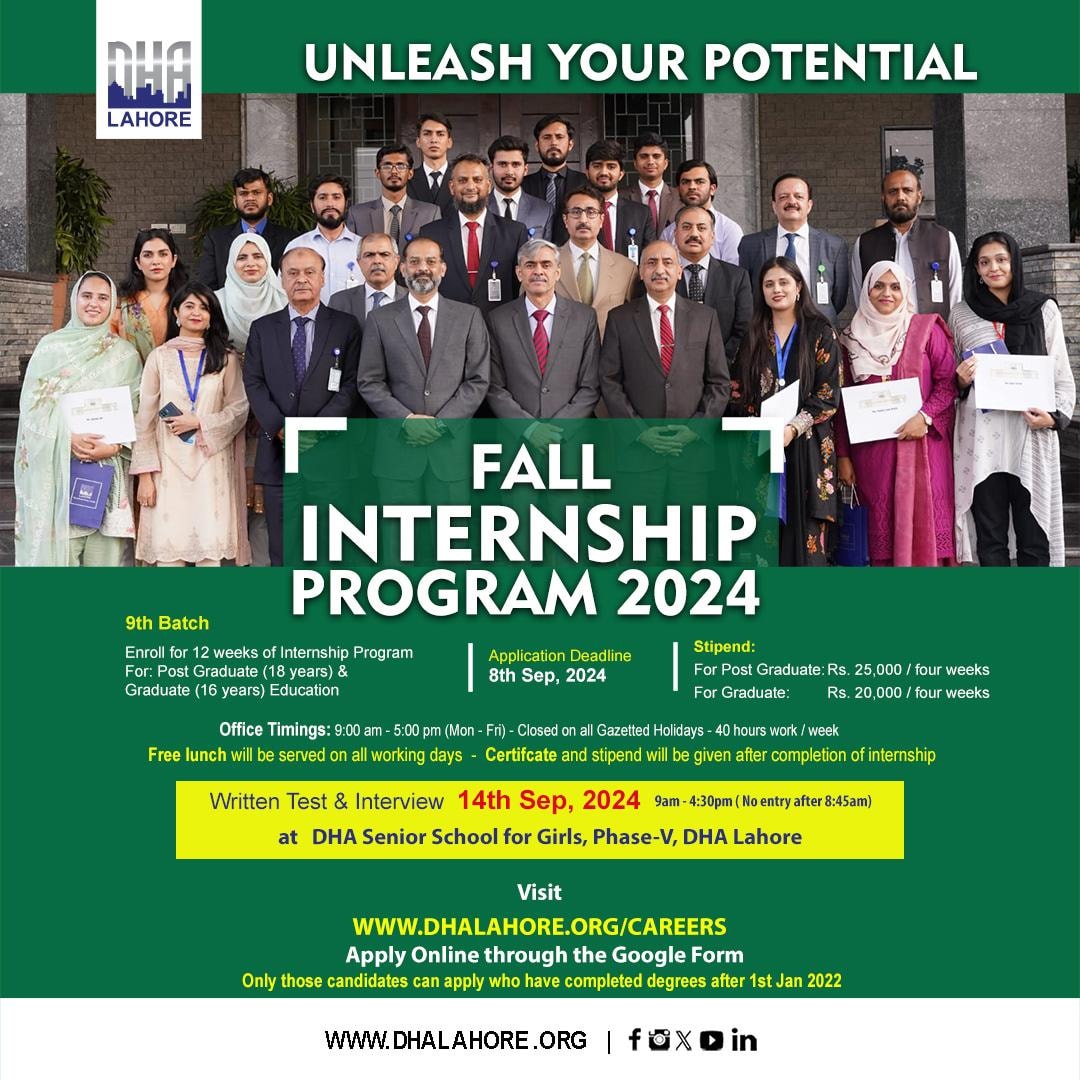 DHA
LAHORE
UNLEASH YOUR POTENTIAL
FALL
INTERNSHIP
PROGRAM 2024
9th Batch
Enroll for 12 weeks of Internship Program
For: Post Graduate (18 years) &
Graduate (16 years) Education
Application Deadline
8th Sep, 2024
Stipend:
For Post Graduate: Rs. 25,000 / four weeks
For Graduate: Rs. 20,000 / four weeks
Office Timings: 9:00 am - 5:00 pm (Mon - Fri) - Closed on all Gazetted Holidays - 40 hours work / week
Free lunch will be served on all working days - Certifcate and stipend will be given after completion of internship
Written Test & Interview 14th Sep, 2024 9am - 4:30pm ( No entry after 8:45am)
at DHA Senior School for Girls, Phase-V, DHA Lahore
Visit
WWW.DHALAHORE.ORG/CAREERS
Apply Online through the Google Form
Only those candidates can apply who have completed degrees after 1st Jan 2022
WWW.DHALAHORE.ORG |